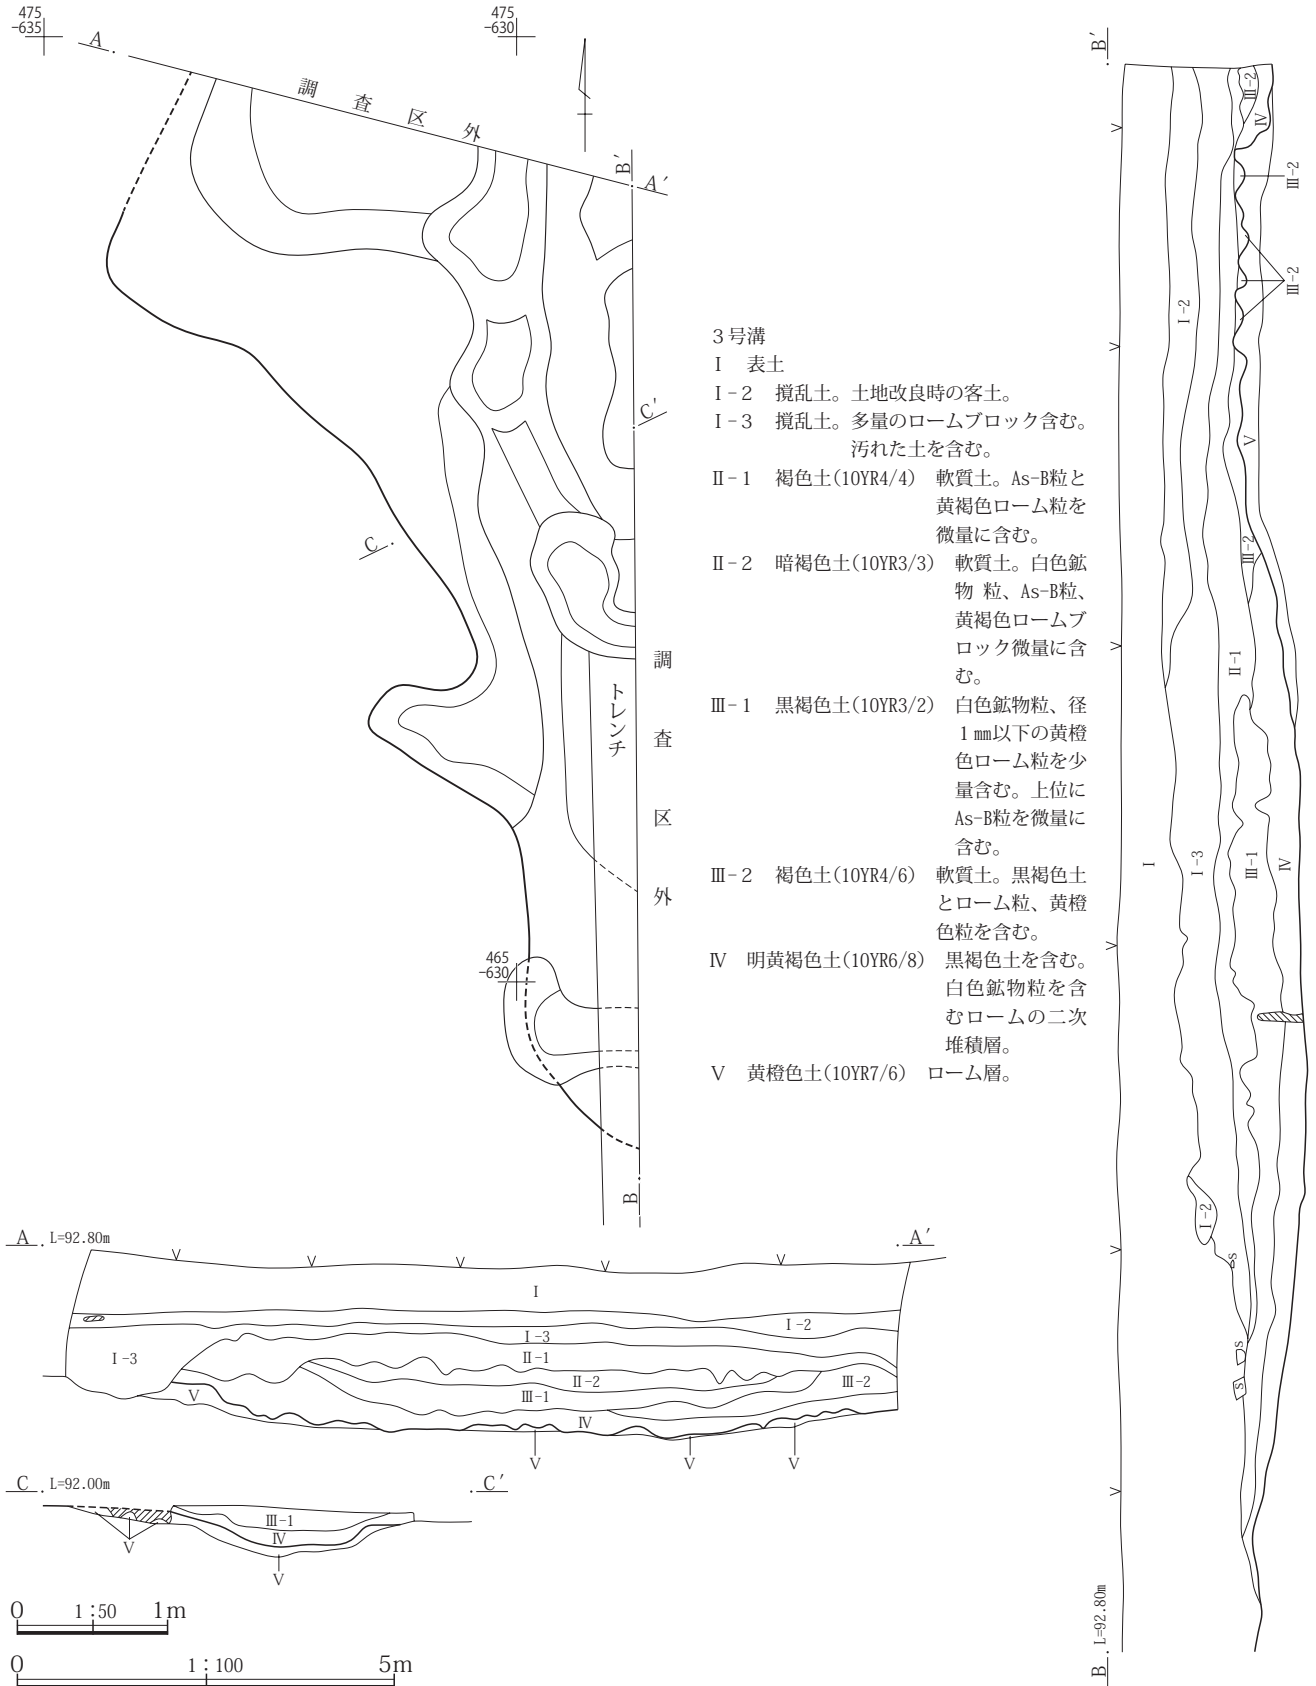 475
-635
475
-630
A
調査区外
B′
A′
C′
C
調査区外
トレンチ
465
-630
B
3号溝
Ⅰ 表土
Ⅰ-2 攪乱土。土地改良時の客土。
Ⅰ-3 攪乱土。多量のロームブロック含む。
汚れた土を含む。
Ⅱ-1 褐色土(10YR4/4) 軟質土。As-B粒と
黄褐色ローム粒を
微量に含む。
Ⅱ-2 暗褐色土(10YR3/3) 軟質土。白色鉱
物 粒、As-B粒、
黄褐色ロームブ
ロック微量に含
む。
Ⅲ-1 黒褐色土(10YR3/2) 白色鉱物粒、径
1㎜以下の黄橙
色ローム粒を少
量含む。上位に
As-B粒を微量に
含む。
Ⅲ-2 褐色土(10YR4/6) 軟質土。黒褐色土
とローム粒、黄橙
色粒を含む。
Ⅳ 明黄褐色土(10YR6/8) 黒褐色土を含む。
白色鉱物粒を含
むロームの二次
堆積層。
Ⅴ 黄橙色土(10YR7/6) ローム層。
B′
Ⅲ-2
Ⅳ
Ⅲ-2
Ⅲ-2
Ⅰ-2
Ⅴ
Ⅲ-2
Ⅱ-1
Ⅰ
Ⅰ-3
Ⅲ-1
Ⅳ
Ⅰ-2
S
S
S
B L=92.80m
A L=92.80m
A′
Ⅰ
Ⅰ-2
Ⅰ-3
Ⅰ-3
Ⅱ-1
Ⅱ-2
Ⅲ-2
Ⅴ
Ⅲ-1
Ⅳ
Ⅴ Ⅴ Ⅴ
C L=92.00m
C′
Ⅲ-1
Ⅳ
Ⅴ
Ⅴ
0 1:50 1m
0 1:100 5m